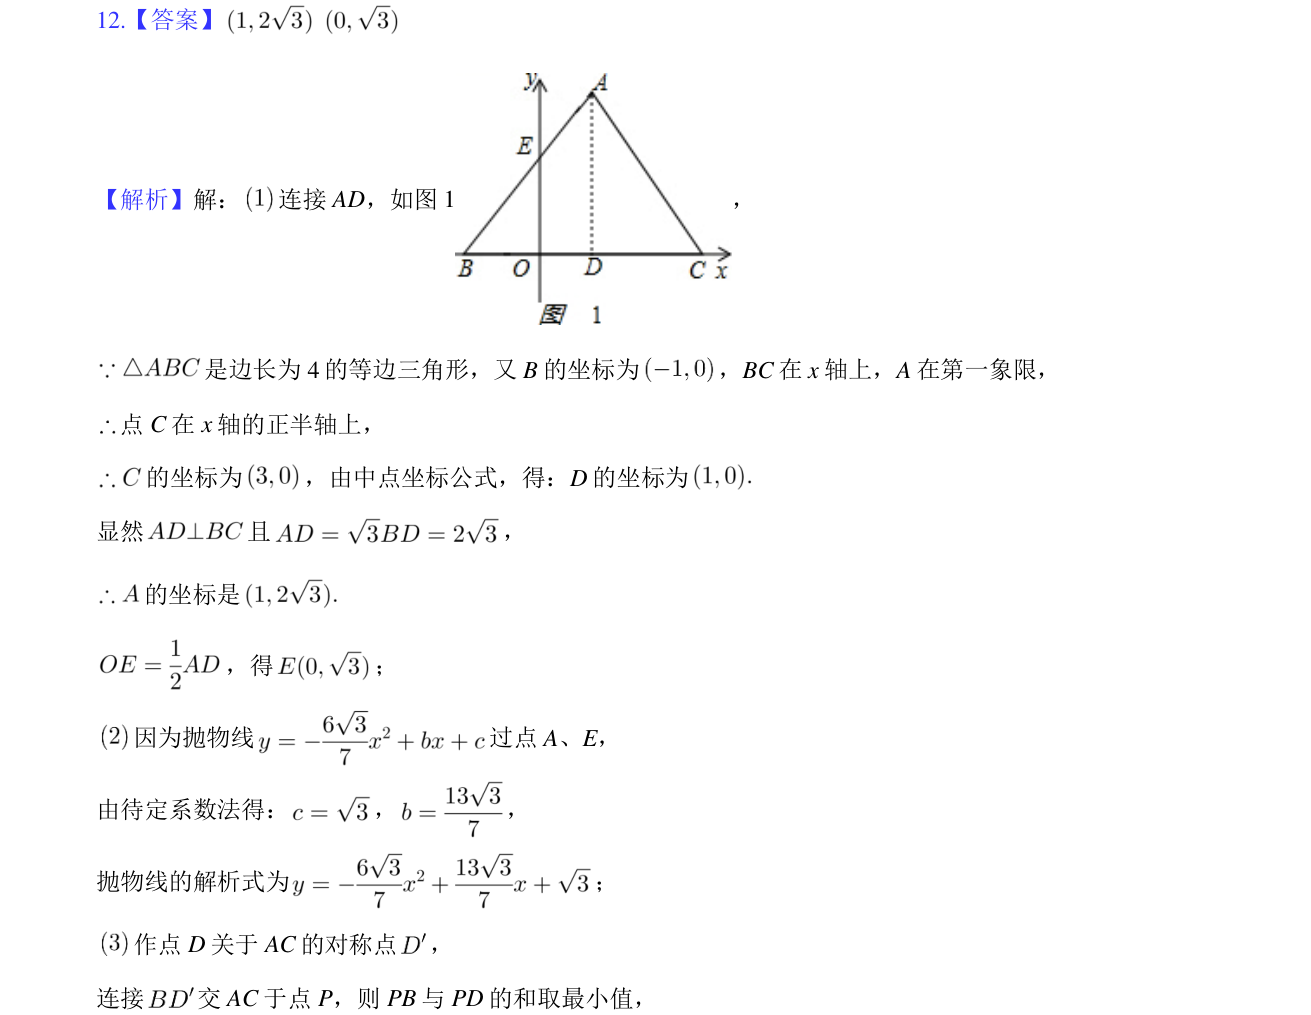 12.【答案】(1, 2√3) (0, √3)
y A
E
【解析】解：(1)连接 AD，如图 1 ，
B O D C x
图 1
∵ △ABC 是边长为 4 的等边三角形，又 B 的坐标为(−1, 0)，BC 在 x 轴上，A 在第一象限，
∴点 C 在 x 轴的正半轴上，
∴ C 的坐标为(3, 0)，由中点坐标公式，得：D 的坐标为(1, 0).
显然 AD⊥BC 且 AD = √3BD = 2√3，
∴ A 的坐标是(1, 2√3).
OE = 1/2 AD，得 E(0, √3)；
(2)因为抛物线 y = −6√3/7 x² + bx + c 过点 A、E，
由待定系数法得：c = √3，b = 13√3/7，
抛物线的解析式为 y = −6√3/7 x² + 13√3/7 x + √3；
(3)作点 D 关于 AC 的对称点 D′，
连接 BD′交 AC 于点 P，则 PB 与 PD 的和取最小值，